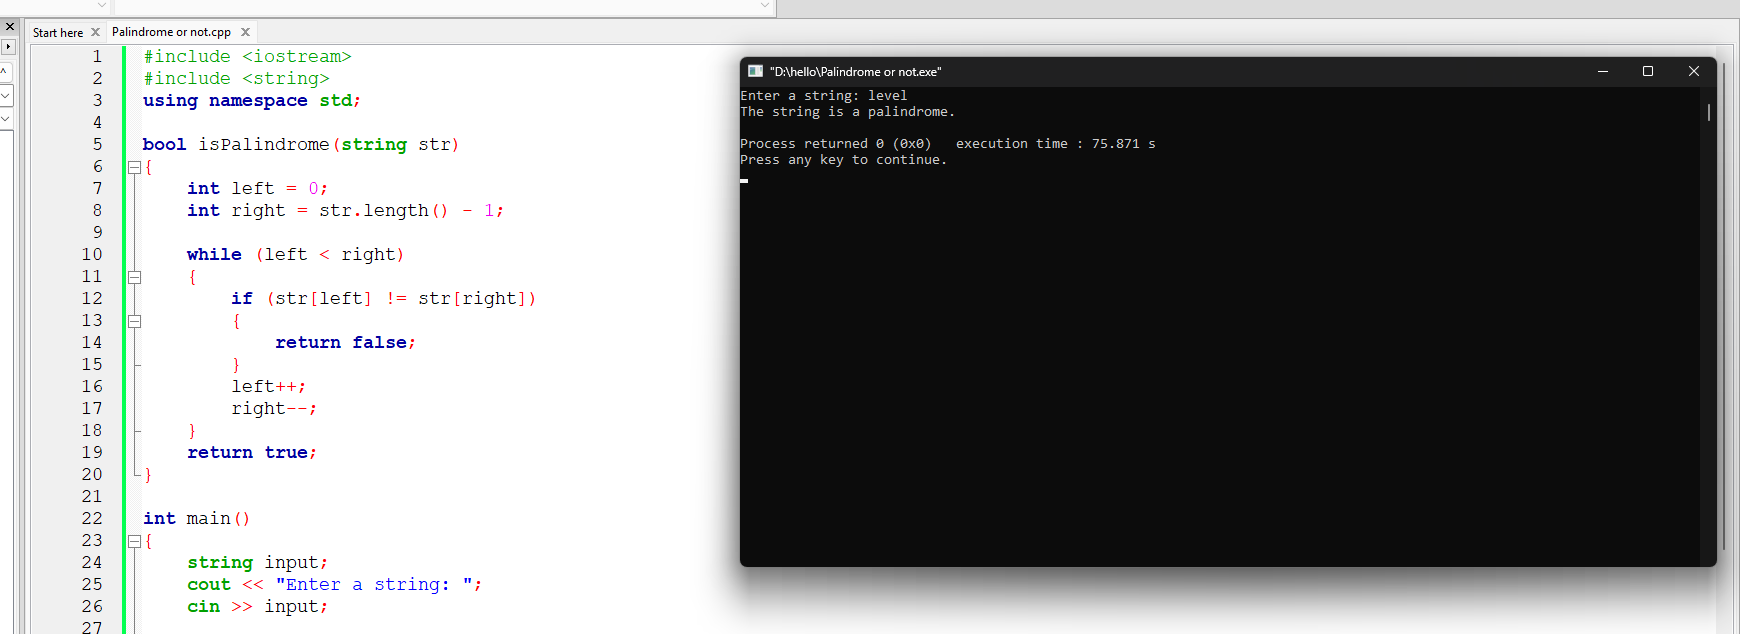 Start here X Palindrome or not.cpp X
1 #include <iostream>
2 #include <string>
3 using namespace std;
4
5 bool isPalindrome(string str)
6 {
7 int left = 0;
8 int right = str.length() - 1;
9
10 while (left < right)
11 {
12 if (str[left] != str[right])
13 {
14 return false;
15 }
16 left++;
17 right--;
18 }
19 return true;
20 }
21
22 int main()
23 {
24 string input;
25 cout << "Enter a string: ";
26 cin >> input;
27
"D:\hello\Palindrome or not.exe"
Enter a string: level
The string is a palindrome.
Process returned 0 (0x0) execution time : 75.871 s
Press any key to continue.